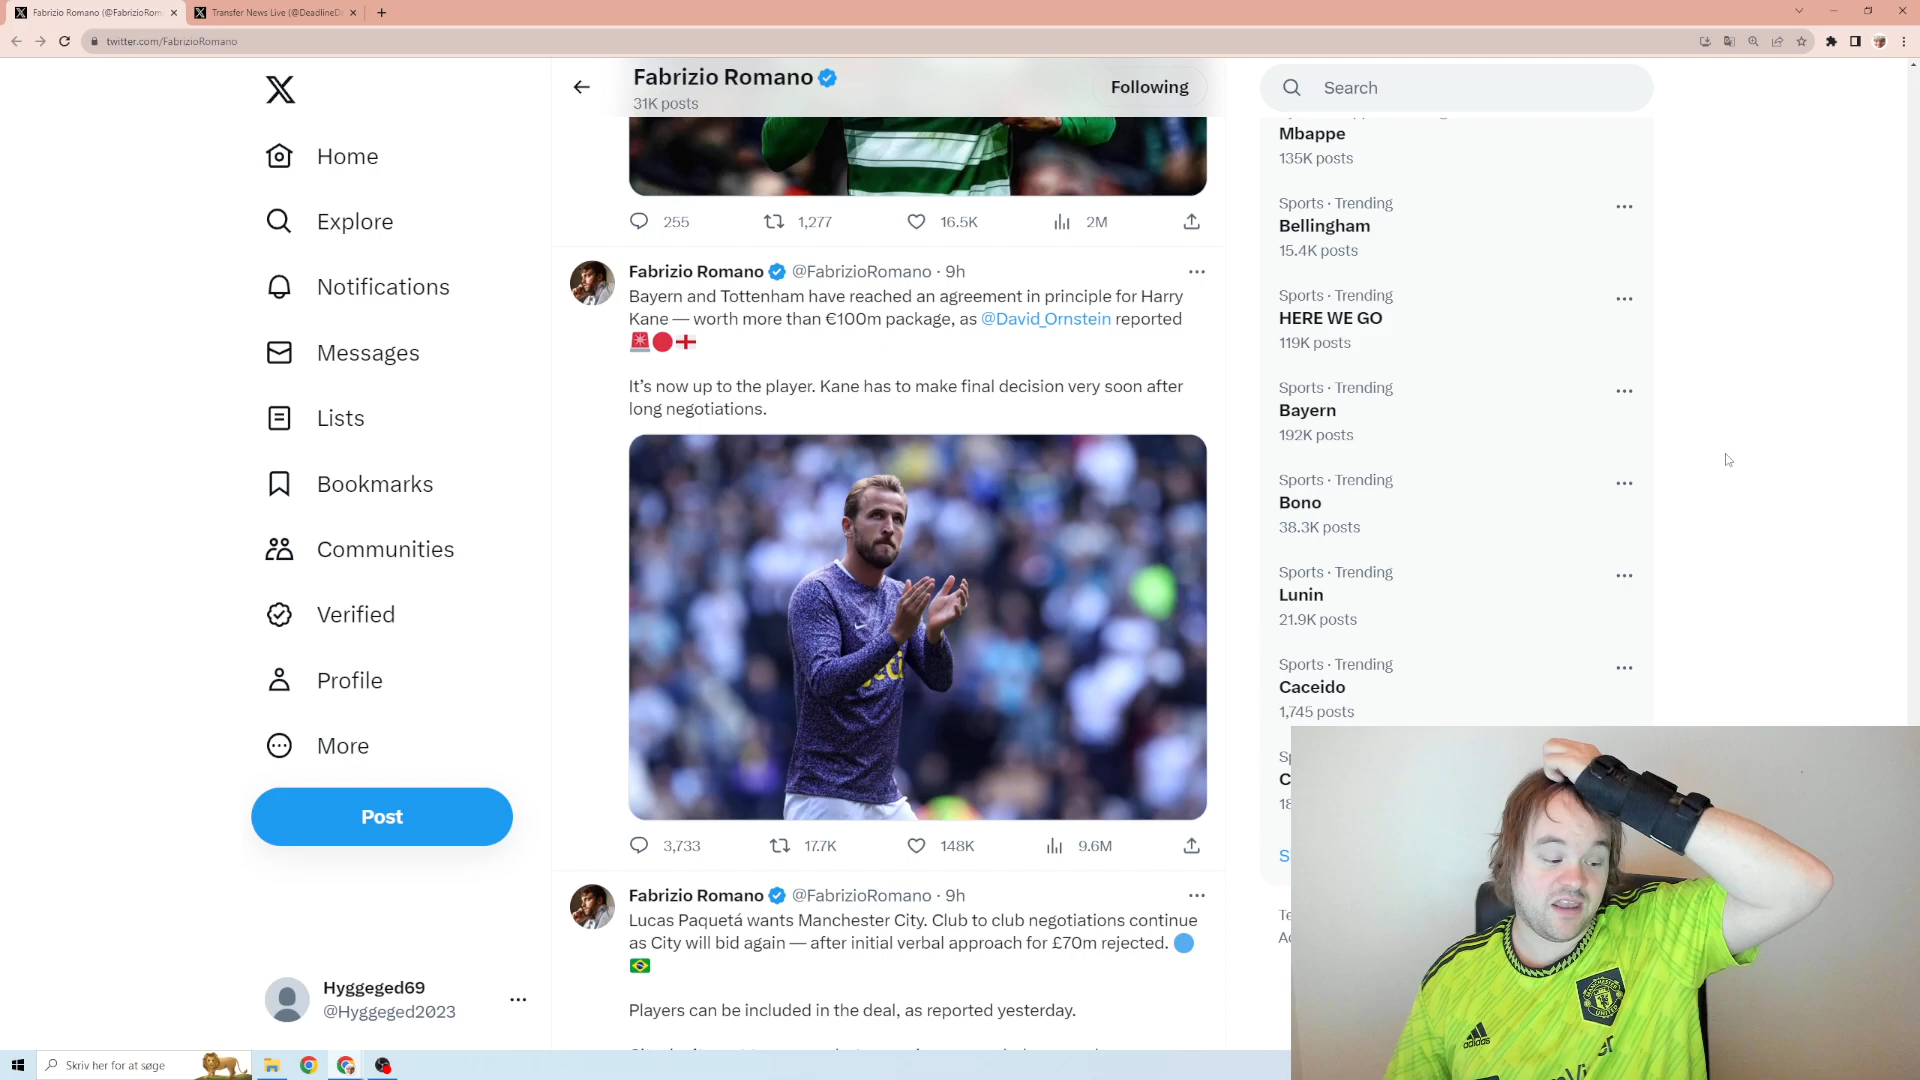 Fabrizio Romano (@FabrizioRom
Transfer News Live (@DeadlineDa
twitter.com/FabrizioRomano
Home
Explore
Notifications
Messages
Lists
Bookmarks
Communities
Verified
Profile
More
Post
Hyggeged69
@Hyggeged2023
Fabrizio Romano
31K posts
Following
255 1,277 16.5K 2M
Fabrizio Romano @FabrizioRomano · 9h
Bayern and Tottenham have reached an agreement in principle for Harry
Kane — worth more than €100m package, as @David_Ornstein reported
It’s now up to the player. Kane has to make final decision very soon after
long negotiations.
3,733 17.7K 148K 9.6M
Fabrizio Romano @FabrizioRomano · 9h
Lucas Paquetá wants Manchester City. Club to club negotiations continue
as City will bid again — after initial verbal approach for £70m rejected.
Players can be included in the deal, as reported yesterday.
Search
Mbappe
135K posts
Sports · Trending
Bellingham
15.4K posts
Sports · Trending
HERE WE GO
119K posts
Sports · Trending
Bayern
192K posts
Sports · Trending
Bono
38.3K posts
Sports · Trending
Lunin
21.9K posts
Sports · Trending
Caceido
1,745 posts
MANCHESTER
UNITED
adidas
Skriv her for at søge